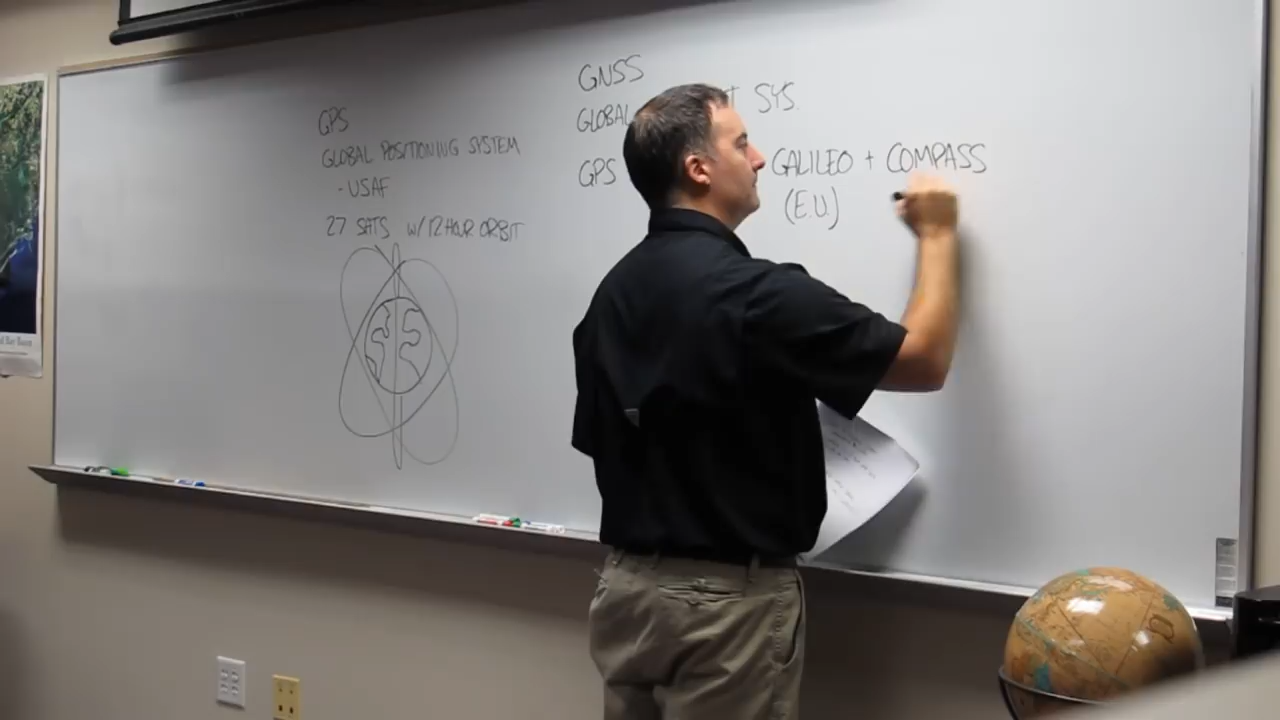 GPS
GLOBAL POSITIONING SYSTEM
- USAF
27 SATS W/ 12 HOUR ORBIT
GNSS
GLOBAL SYS.
GPS GALILEO + COMPASS
(E.U.)